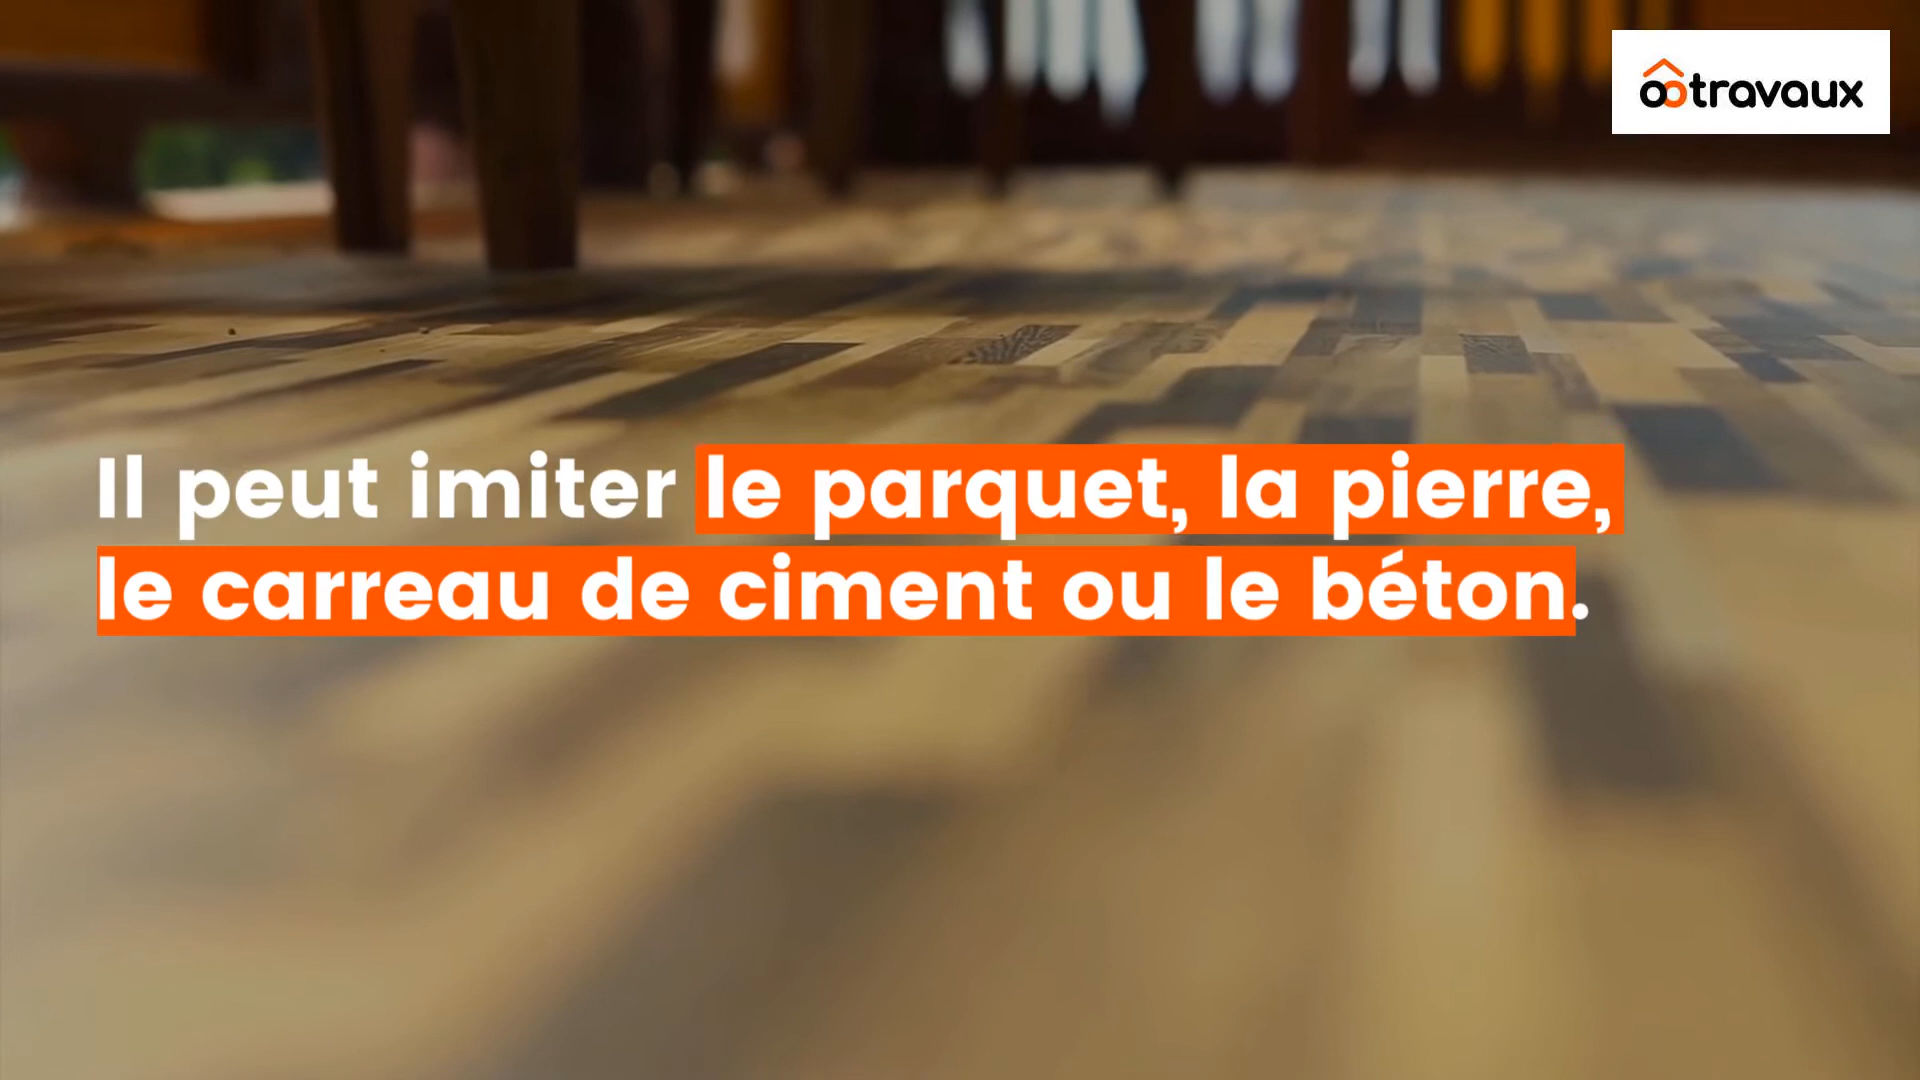 ootravaux
Il peut imiter le parquet, la pierre,
le carreau de ciment ou le béton.